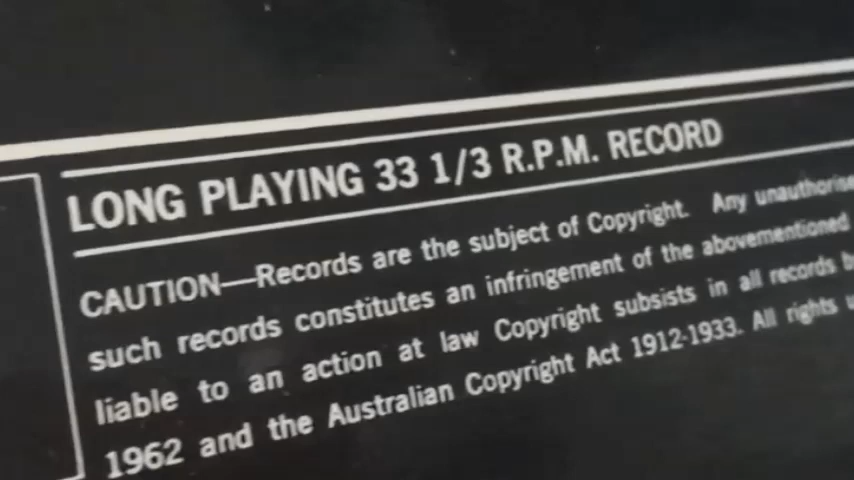 LONG PLAYING 33 1/3 R.P.M. RECORD
CAUTION—Records are the subject of Copyright. Any unauthorise
such records constitutes an infringement of the abovementioned
liable to an action at law Copyright subsists in all records b
1962 and the Australian Copyright Act 1912-1933. All rights u